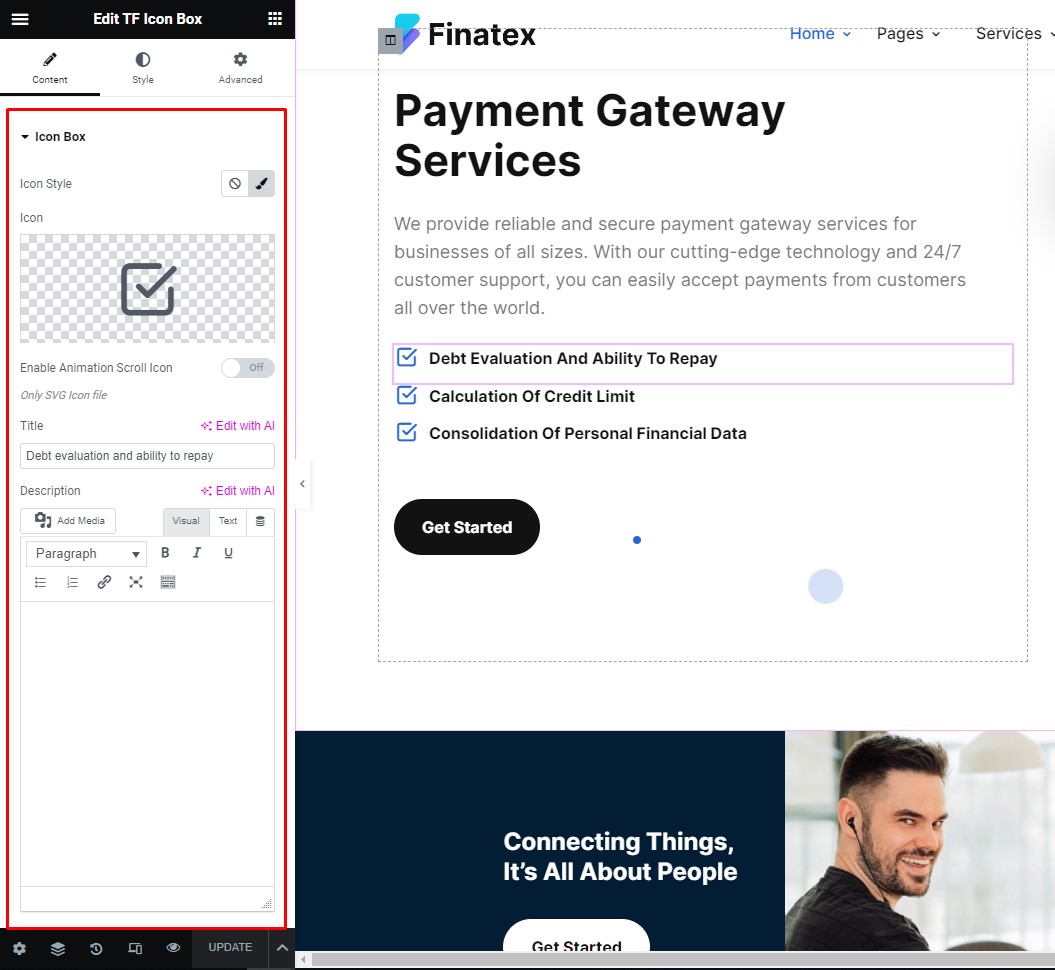 Edit TF Icon Box
Content
Style
Advanced
Icon Box
Icon Style
Icon
Enable Animation Scroll Icon
Off
Only SVG Icon file
Title
Edit with AI
Debt evaluation and ability to repay
Description
Edit with AI
Add Media
Visual
Text
Paragraph
B
I
U
UPDATE
Finatex
Home
Pages
Services
Payment Gateway
Services
We provide reliable and secure payment gateway services for
businesses of all sizes. With our cutting-edge technology and 24/7
customer support, you can easily accept payments from customers
all over the world.
Debt Evaluation And Ability To Repay
Calculation Of Credit Limit
Consolidation Of Personal Financial Data
Get Started
Connecting Things,
It’s All About People
Get Started